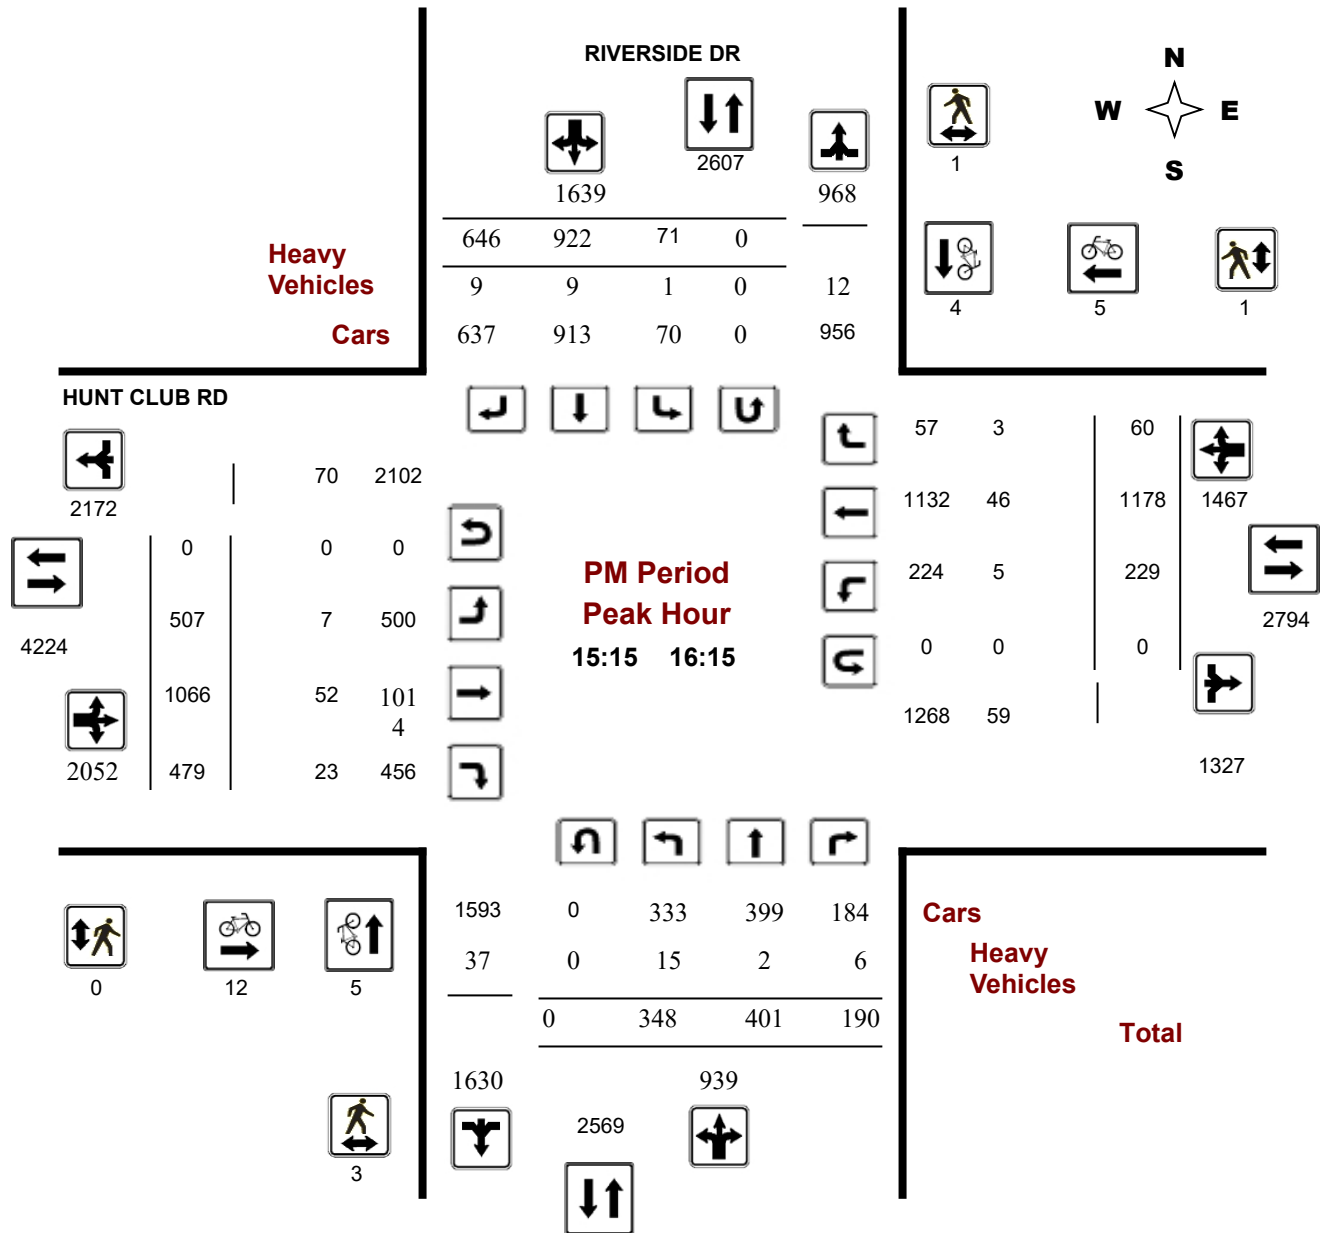 RIVERSIDE DR
N
W E
S
2607
1
1639 968
646 922 71 0
Heavy
Vehicles
9 9 1 0 12
4 5 1
Cars
637 913 70 0 956
HUNT CLUB RD
57 3 60
70 2102
2172
1132 46 1178 1467
0 0 0
PM Period
224 5 229
Peak Hour
507 7 500
2794
4224
15:15 16:15
0 0 0
1066 52 101
4
1268 59
2052 479 23 456
1327
1593 0 333 399 184
Cars
37 0 15 2 6
Heavy
Vehicles
0 12 5
0 348 401 190
Total
1630 939
2569
3